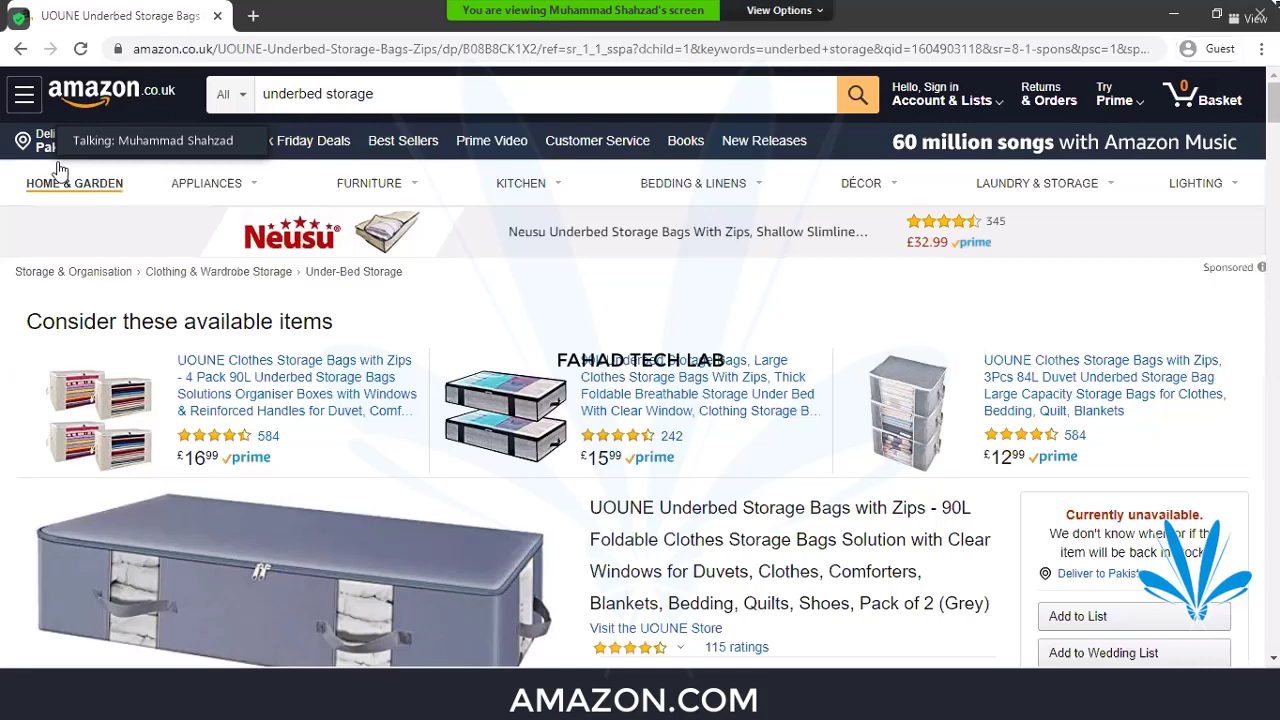 UOUNE Underbed Storage Bags
You are viewing Muhammad Shahzad's screen
View Options
View
amazon.co.uk/UOUNE-Underbed-Storage-Bags-Zips/dp/B08B8CK1X2/ref=sr_1_1_sspa?dchild=1&keywords=underbed+storage&qid=1604903118&sr=8-1-spons&psc=1&sp...
Guest
amazon.co.uk
All
underbed storage
Hello, Sign in
Account & Lists
Returns
& Orders
Try
Prime
0
Basket
Deli
Pak
Talking: Muhammad Shahzad
k Friday Deals
Best Sellers
Prime Video
Customer Service
Books
New Releases
60 million songs with Amazon Music
HOME & GARDEN
APPLIANCES
FURNITURE
KITCHEN
BEDDING & LINENS
DÉCOR
LAUNDRY & STORAGE
LIGHTING
Neusu®
Neusu Underbed Storage Bags With Zips, Shallow Slimline...
345
£32.99 prime
Storage & Organisation › Clothing & Wardrobe Storage › Under-Bed Storage
Sponsored
Consider these available items
UOUNE Clothes Storage Bags with Zips
- 4 Pack 90L Underbed Storage Bags
Solutions Organiser Boxes with Windows
& Reinforced Handles for Duvet, Comf...
584
£16.99 prime
FAHAD TECH LAB
Bags, Large
Clothes Storage Bags With Zips, Thick
Foldable Breathable Storage Under Bed
With Clear Window, Clothing Storage B...
242
£15.99 prime
UOUNE Clothes Storage Bags with Zips,
3Pcs 84L Duvet Underbed Storage Bag
Large Capacity Storage Bags for Clothes,
Bedding, Quilt, Blankets
584
£12.99 prime
UOUNE Underbed Storage Bags with Zips - 90L
Foldable Clothes Storage Bags Solution with Clear
Windows for Duvets, Clothes, Comforters,
Blankets, Bedding, Quilts, Shoes, Pack of 2 (Grey)
Visit the UOUNE Store
115 ratings
Currently unavailable.
We don't know when or if th
item will be back in
Deliver to Pakis
Add to List
Add to Wedding List
AMAZON.COM